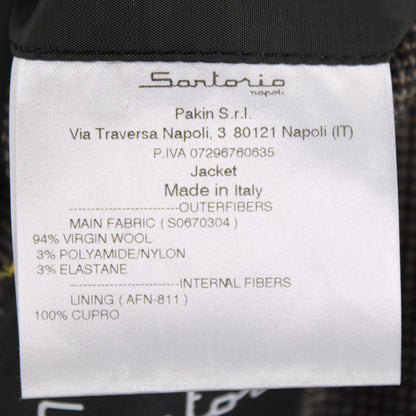 Sartorio
napoli
Pakin S.r.l.
Via Traversa Napoli, 3 80121 Napoli (IT)
P.IVA 07296760635
Jacket
Made in Italy
--------------------------OUTERFIBERS
MAIN FABRIC ( S0670304 )
94% VIRGIN WOOL
3% POLYAMIDE/NYLON
3% ELASTANE
--------------------------INTERNAL FIBERS
LINING ( AFN-811 )
100% CUPRO